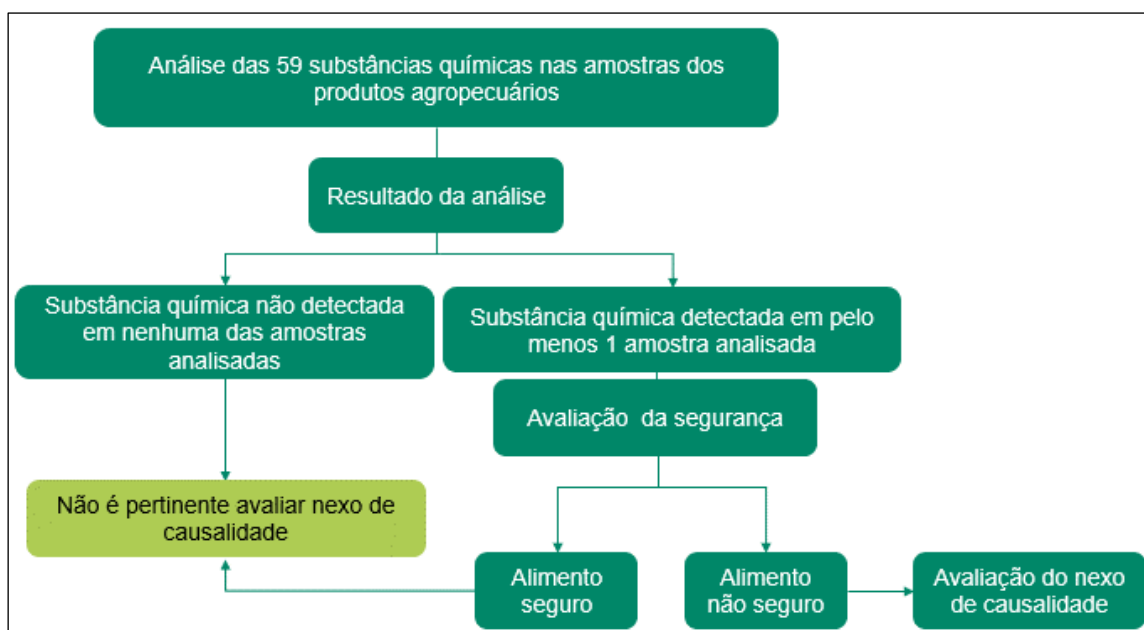 Análise das 59 substâncias químicas nas amostras dos
produtos agropecuários
Resultado da análise
Substância química não detectada
em nenhuma das amostras
analisadas
Substância química detectada em pelo
menos 1 amostra analisada
Avaliação da segurança
Não é pertinente avaliar nexo de
causalidade
Alimento
seguro
Alimento
não seguro
Avaliação do nexo
de causalidade